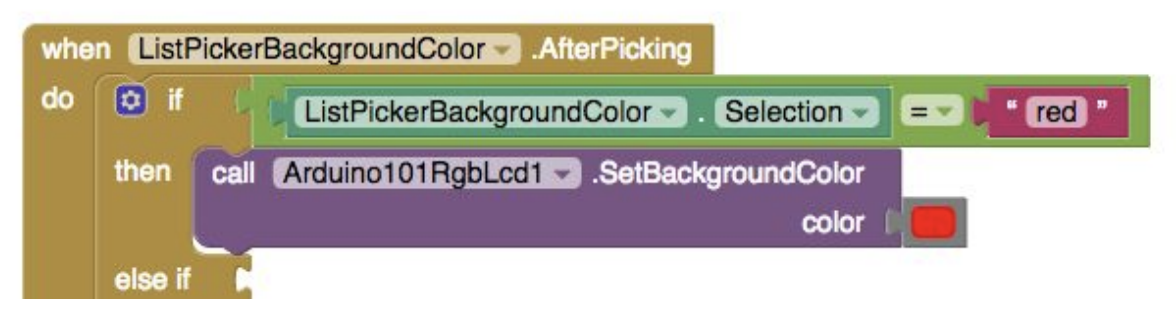 when ListPickerBackgroundColor .AfterPicking
do if ListPickerBackgroundColor . Selection = " red "
then call Arduino101RgbLcd1 .SetBackgroundColor
color
else if